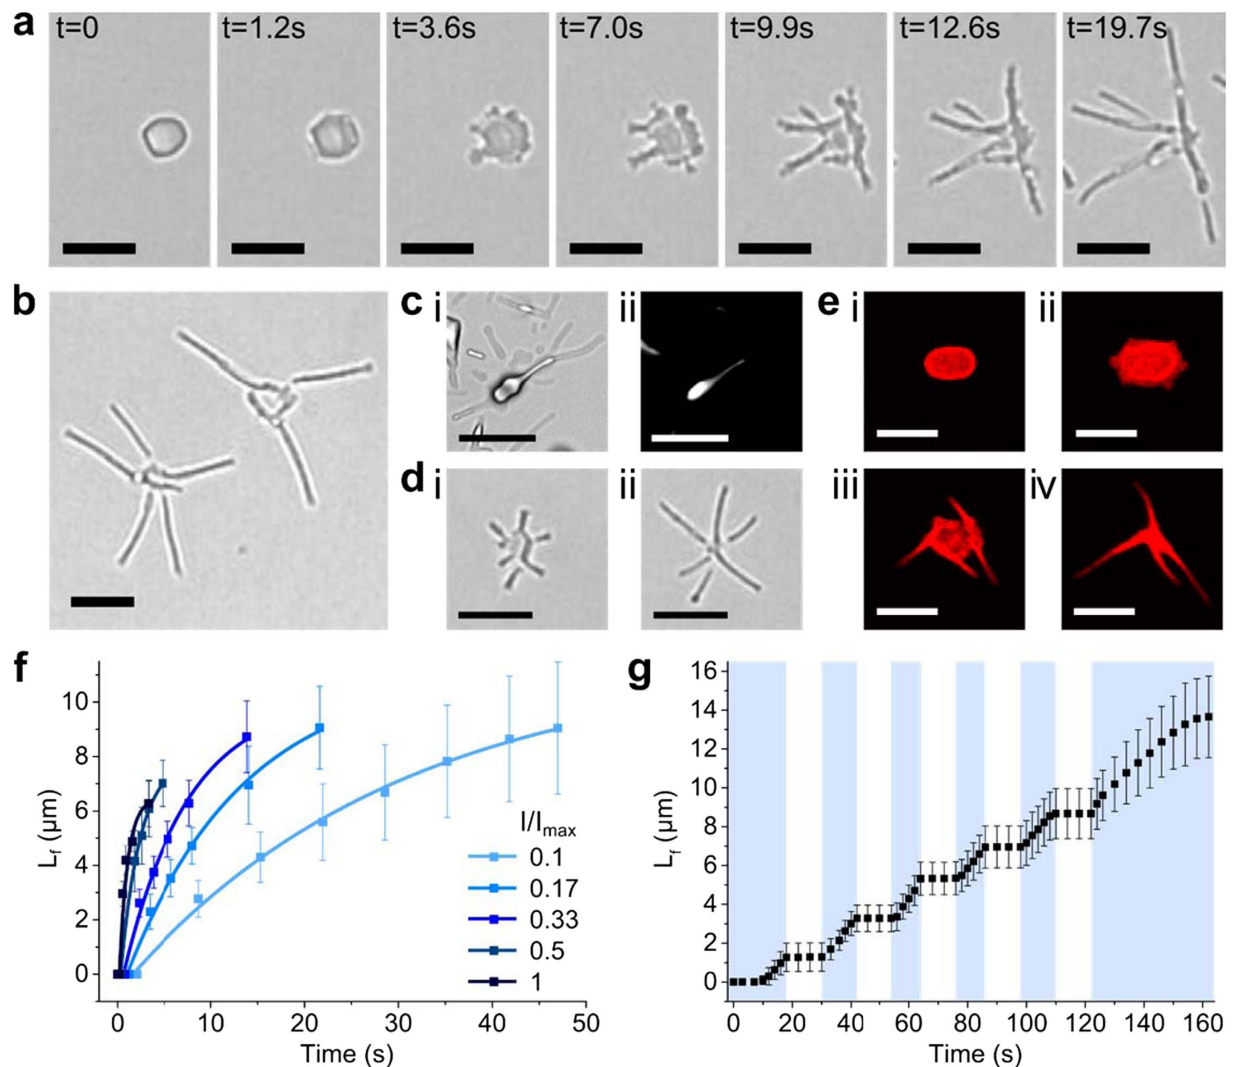 a
t=0 t=1.2s t=3.6s t=7.0s t=9.9s t=12.6s t=19.7s
b
c i ii
e i ii
d i ii
iii iv
f
Lf (µm)
10
8
6
4
2
0
I/Imax
0.1
0.17
0.33
0.5
1
0 10 20 30 40 50
Time (s)
g
Lf (µm)
16
14
12
10
8
6
4
2
0
0 20 40 60 80 100 120 140 160
Time (s)